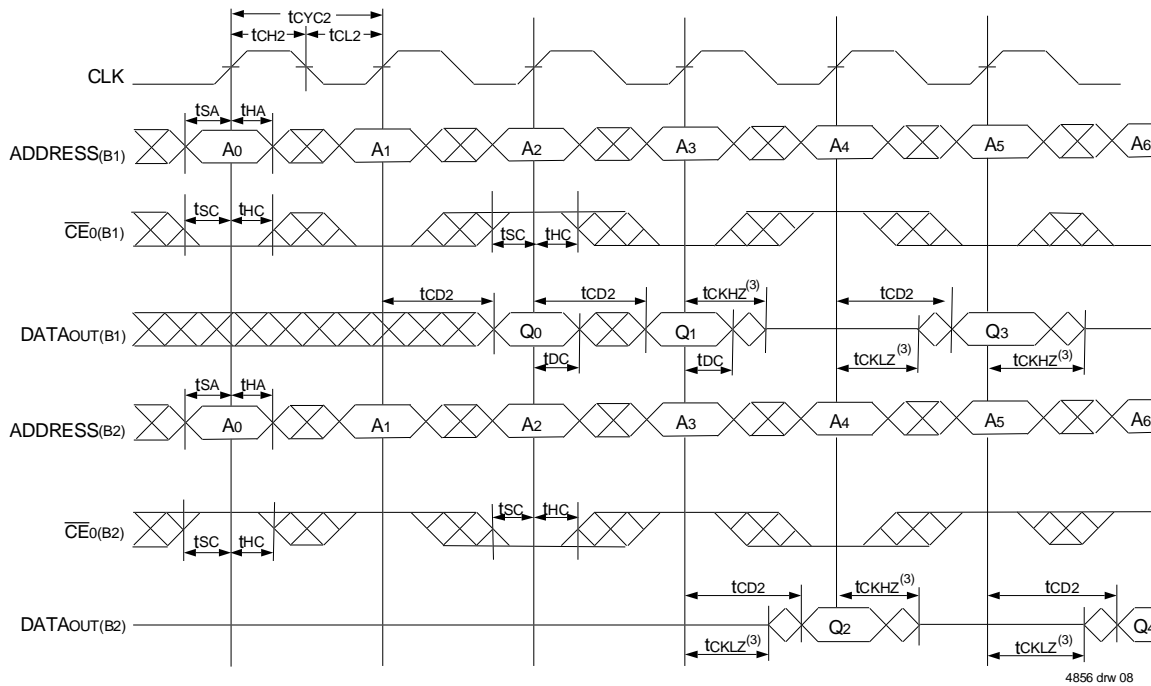 tCYC2
tCH2 tCL2
CLK
tSA tHA
ADDRESS(B1) A0 A1 A2 A3 A4 A5 A6
tSC tHC
CE0(B1)
tSC tHC
tCD2 tCD2 tCKHZ(3) tCD2
DATAOUT(B1) Q0 Q1 Q3
tDC tDC tCKLZ(3) tCKHZ(3)
tSA tHA
ADDRESS(B2) A0 A1 A2 A3 A4 A5 A6
tSC tHC
CE0(B2)
tSC tHC
tCD2 tCKHZ(3) tCD2
DATAOUT(B2) Q2 Q4
tCKLZ(3) tCKLZ(3)
4856 drw 08